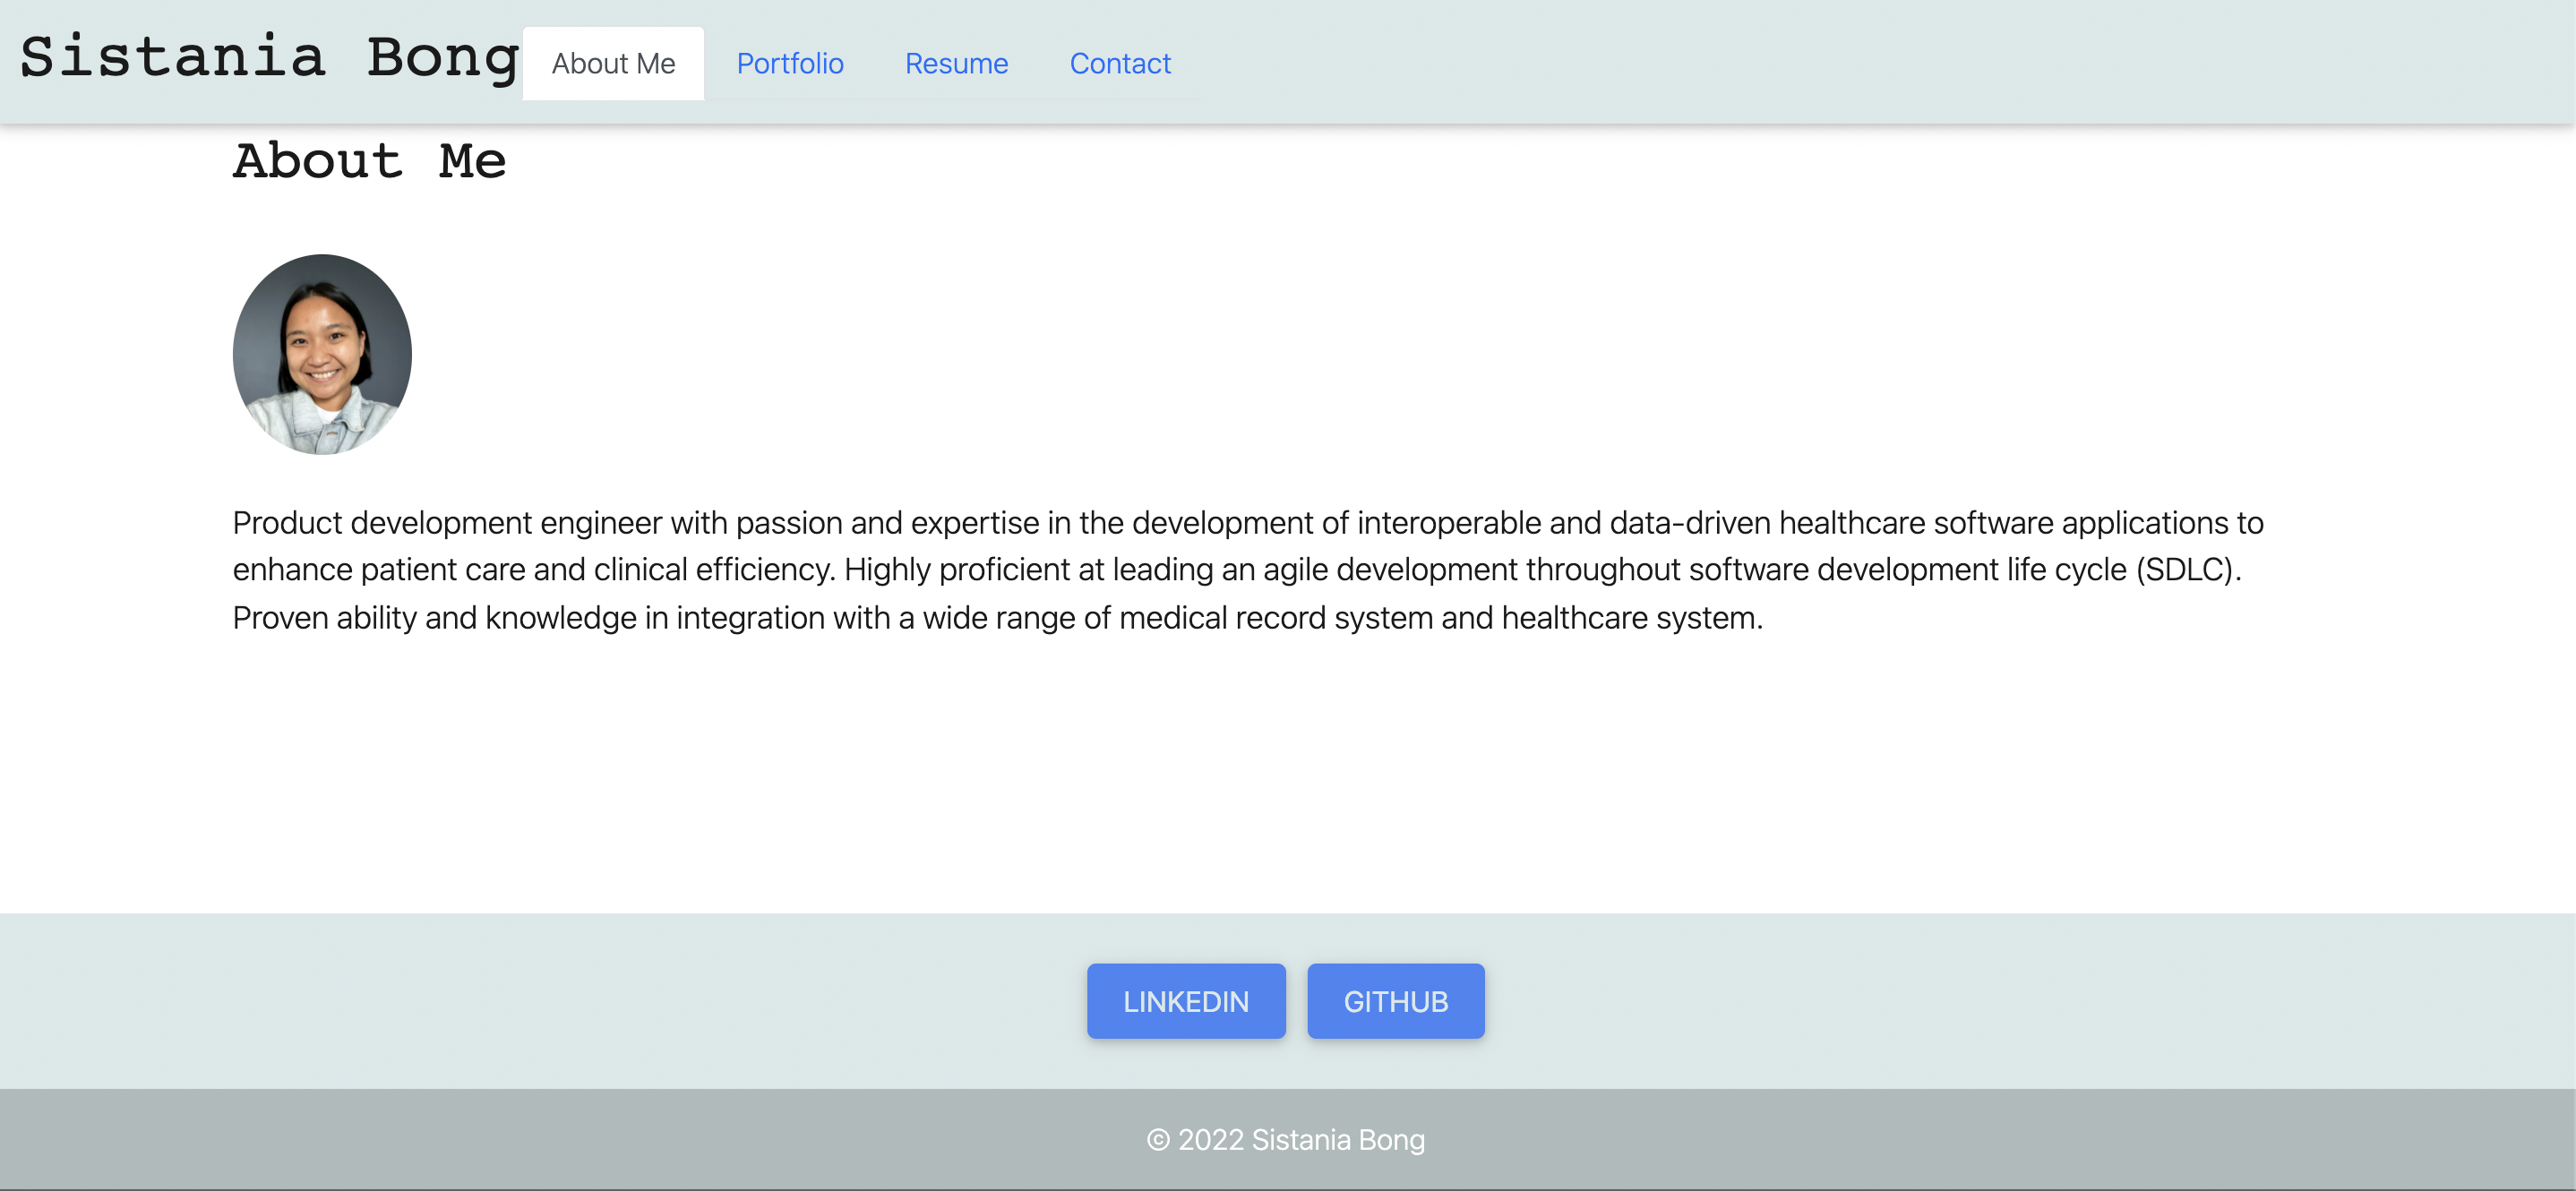 Sistania Bong
About Me Portfolio Resume Contact
About Me
Product development engineer with passion and expertise in the development of interoperable and data-driven healthcare software applications to
enhance patient care and clinical efficiency. Highly proficient at leading an agile development throughout software development life cycle (SDLC).
Proven ability and knowledge in integration with a wide range of medical record system and healthcare system.
LINKEDIN GITHUB
© 2022 Sistania Bong